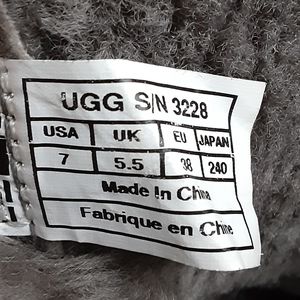 UGG S/N 3228
USA UK EU JAPAN
7 5.5 38 240
Made In China
Fabrique en Chine